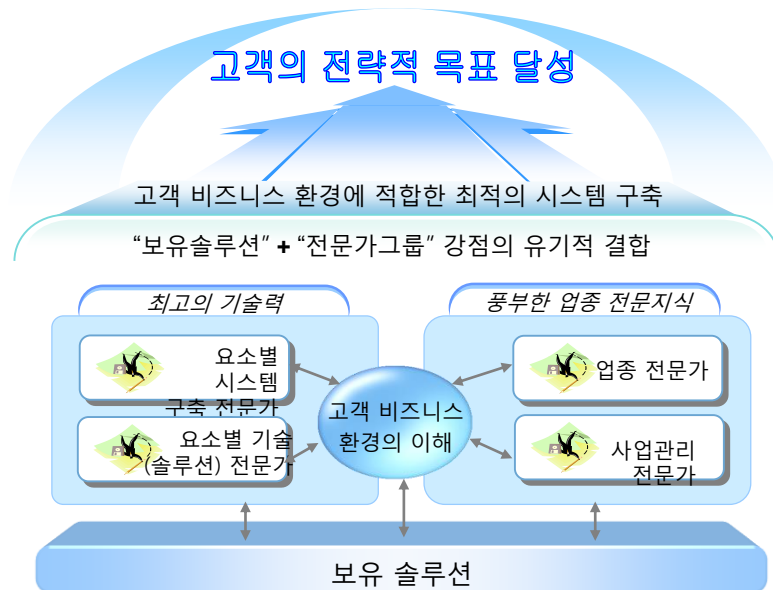 고객의 전략적 목표 달성
고객 비즈니스 환경에 적합한 최적의 시스템 구축
“보유솔루션” + “전문가그룹” 강점의 유기적 결합
최고의 기술력
풍부한 업종 전문지식
요소별
시스템
구축 전문가
요소별 기술
(솔루션) 전문가
고객 비즈니스
환경의 이해
업종 전문가
사업관리
전문가
보유 솔루션